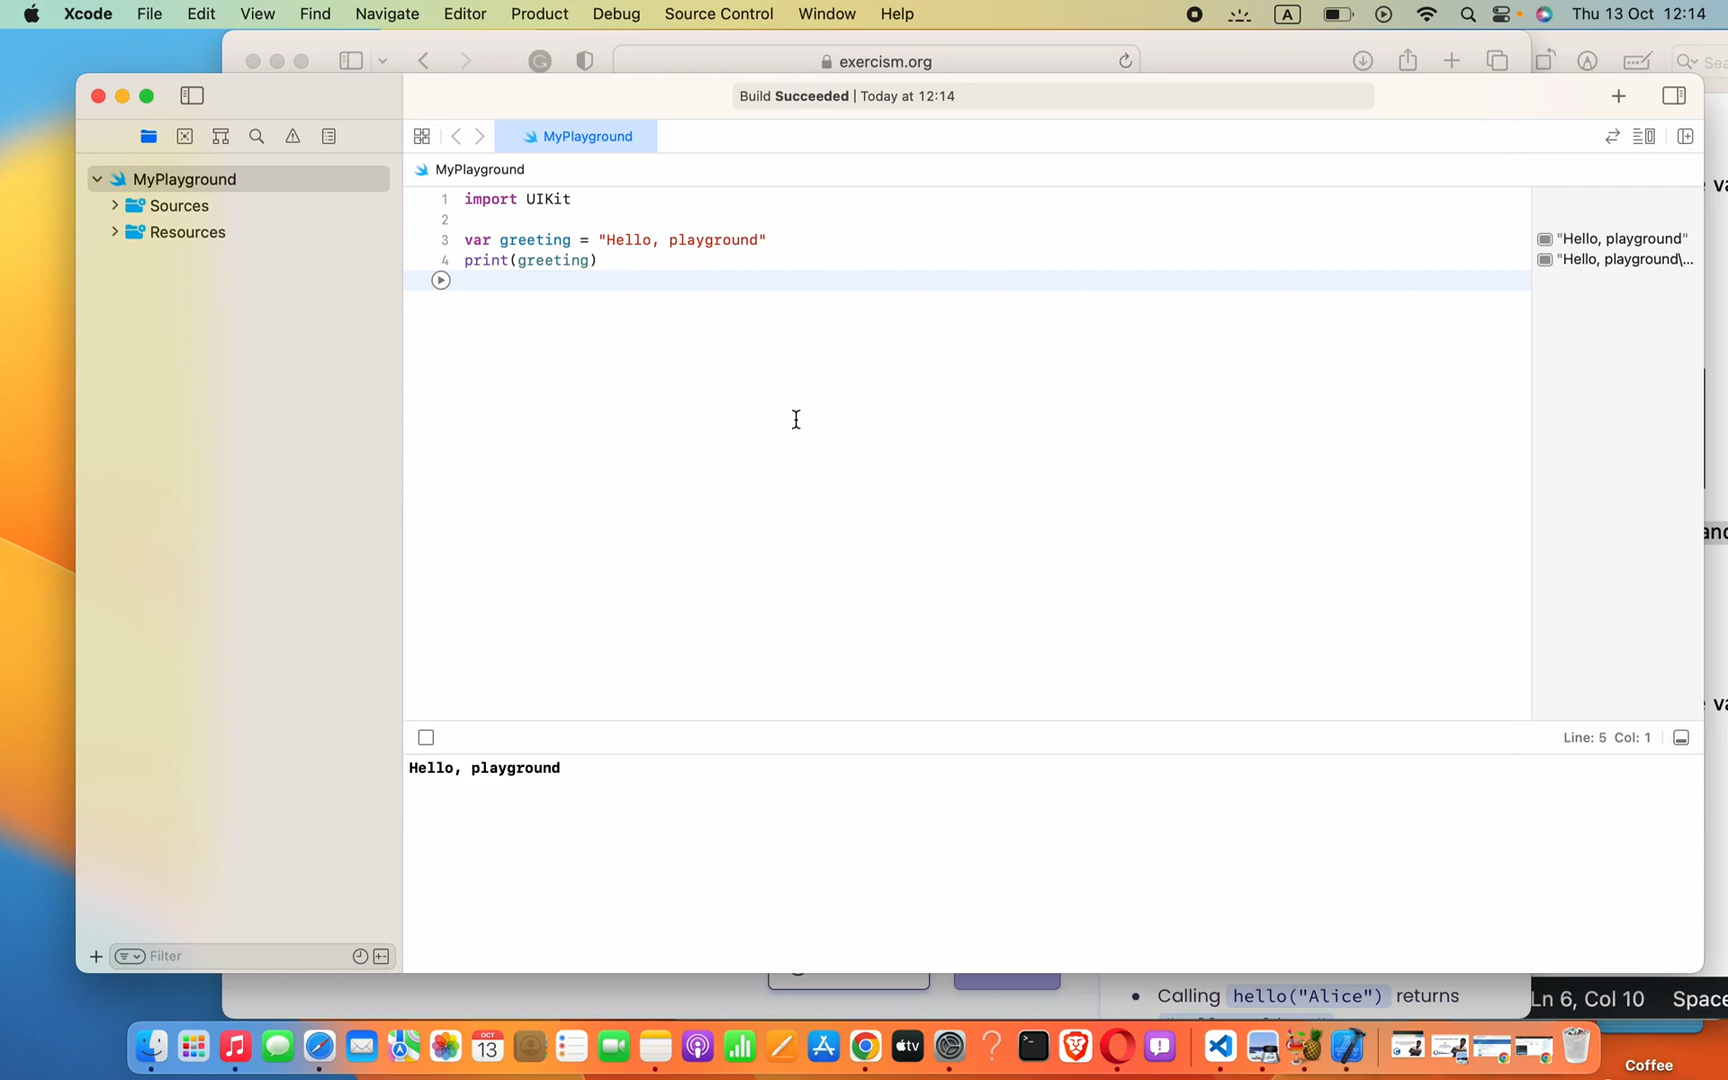 Xcode File Edit View Find Navigate Editor Product Debug Source Control Window Help A Thu 13 Oct 12:14
exercism.org
Build Succeeded | Today at 12:14
MyPlayground
MyPlayground
MyPlayground
Sources
Resources
1 import UIKit
2
3 var greeting = "Hello, playground"
4 print(greeting)
"Hello, playground"
"Hello, playground\...
Line: 5 Col: 1
Hello, playground
Filter
Calling hello("Alice") returns
Ln 6, Col 10
OCT
13
tv
Coffee